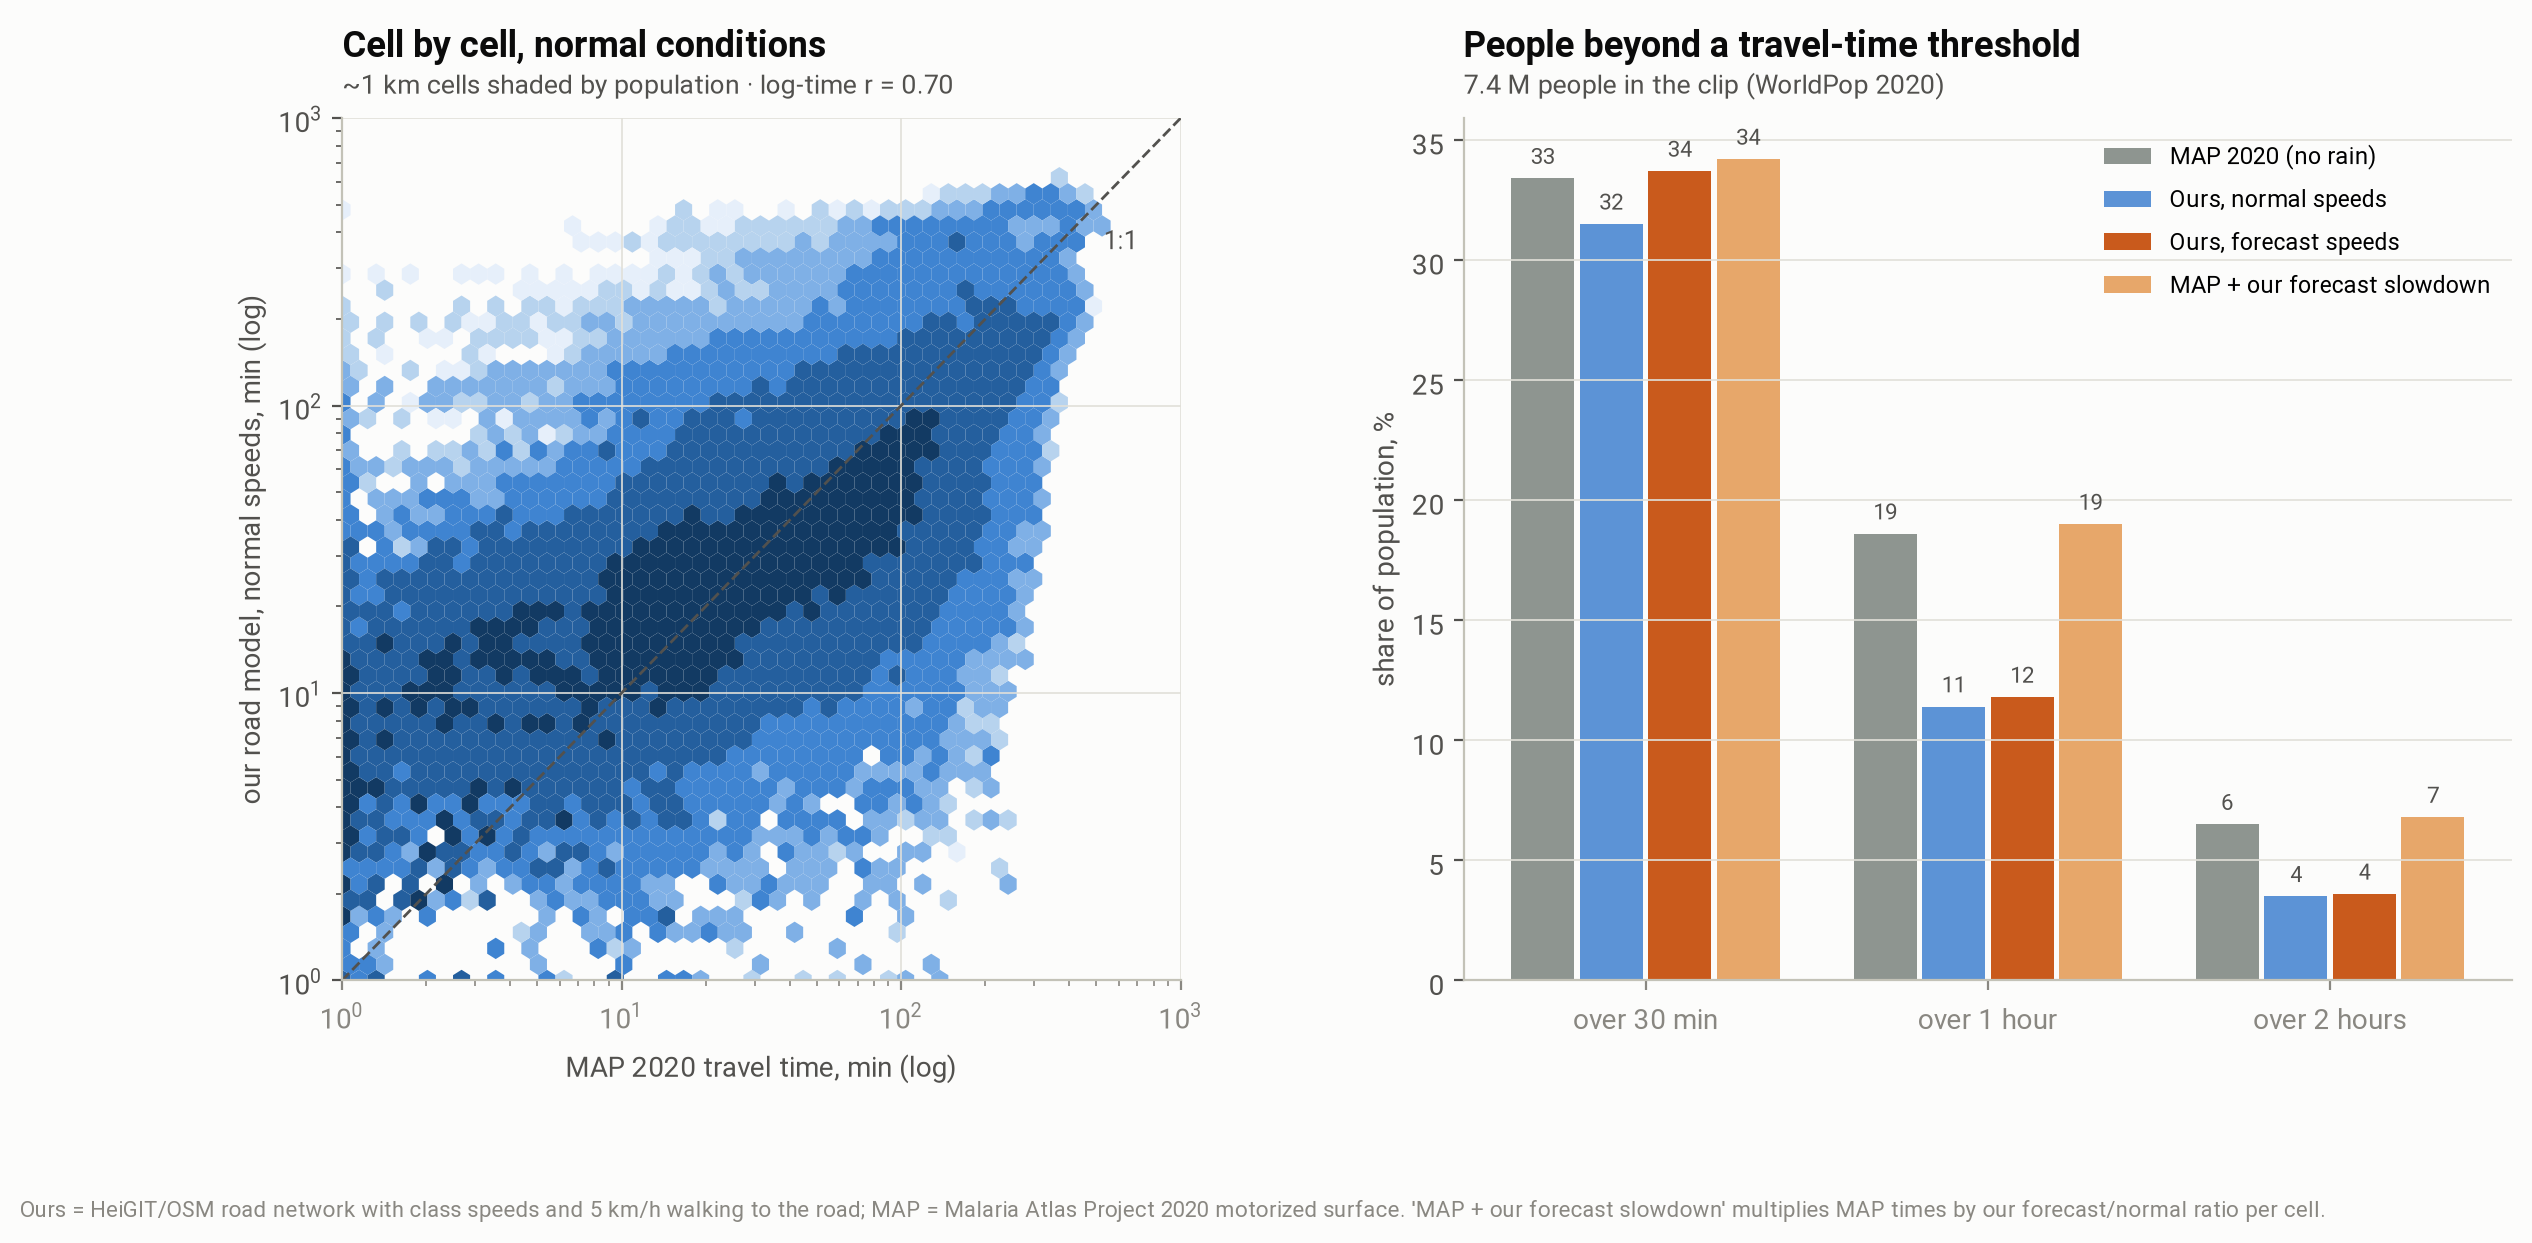 Cell by cell, normal conditions
~1 km cells shaded by population · log-time r = 0.70
10³
10²
10¹
10⁰
our road model, normal speeds, min (log)
1:1
10⁰ 10¹ 10² 10³
MAP 2020 travel time, min (log)
People beyond a travel-time threshold
7.4 M people in the clip (WorldPop 2020)
35
30
25
20
15
10
5
0
share of population, %
MAP 2020 (no rain)
Ours, normal speeds
Ours, forecast speeds
MAP + our forecast slowdown
33 32 34 34
19 11 12 19
6 4 4 7
over 30 min over 1 hour over 2 hours
Ours = HeiGIT/OSM road network with class speeds and 5 km/h walking to the road; MAP = Malaria Atlas Project 2020 motorized surface. 'MAP + our forecast slowdown' multiplies MAP times by our forecast/normal ratio per cell.